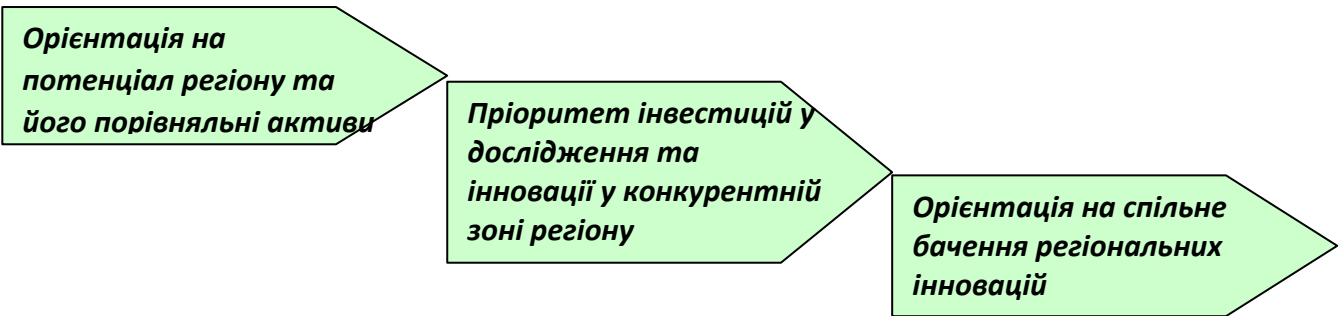 Орієнтація на
потенціал регіону та
його порівняльні активи
Пріоритет інвестицій у
дослідження та
інновації у конкурентній
зоні регіону
Орієнтація на спільне
бачення регіональних
інновацій